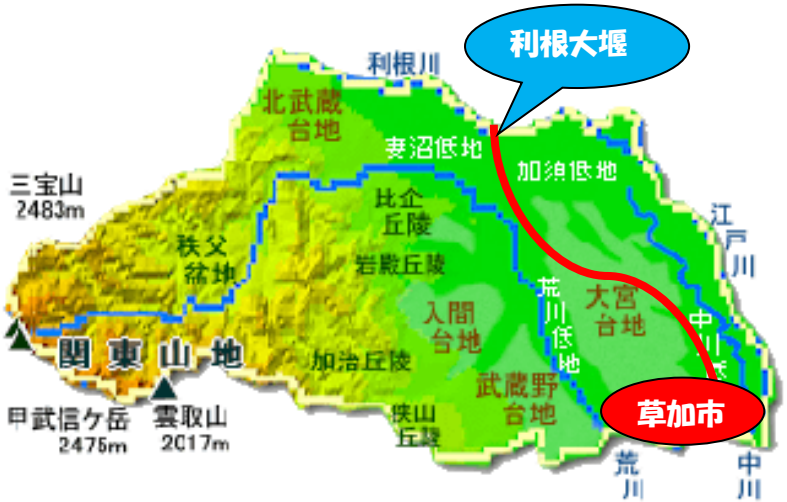 利根大堰
利根川
北武蔵
台地
妻沼低地
加須低地
三宝山
2483m
比企
丘陵
江戸川
秩父
盆地
岩殿丘陵
入間
台地
荒川低地
大宮
台地
中川低
関東山地
加治丘陵
武蔵野
台地
甲武信ケ岳
2475m
雲取山
2017m
狭山
丘陵
草加市
荒川
中川